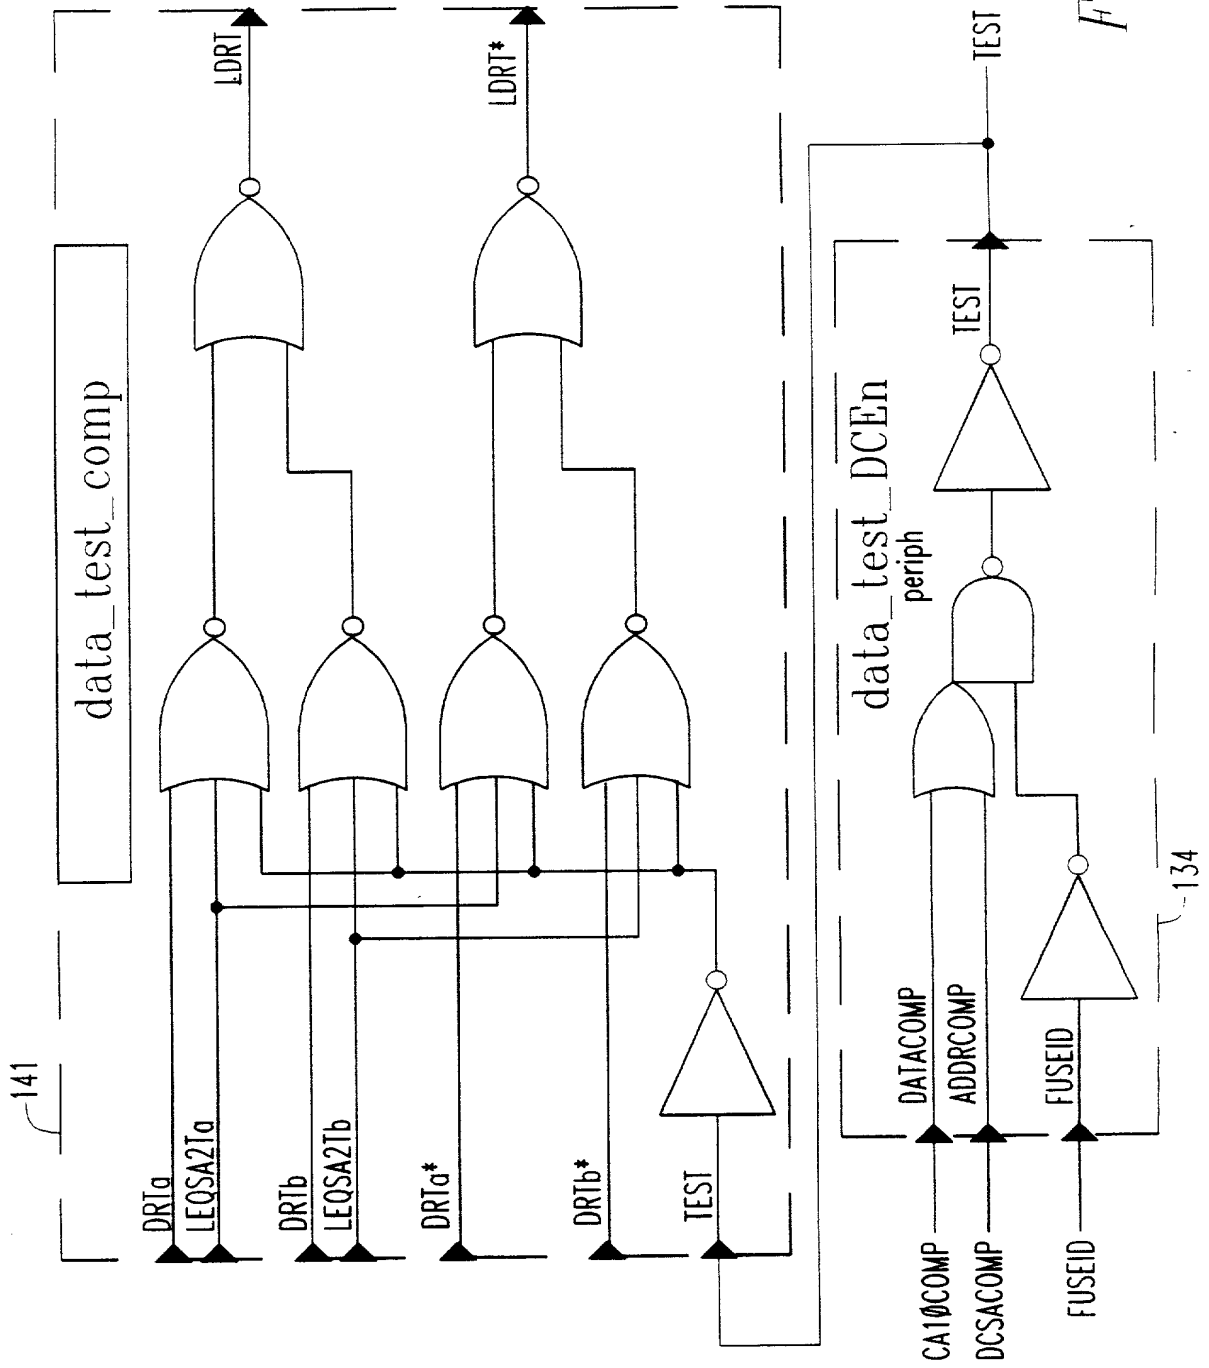 141
data_test_comp
DRTa
LEQSA2Ta
DRTb
LEQSA2Tb
DRTa*
DRTb*
TEST
LDRT
LDRT*
data_test_DCEn
periph
CA10COMP
DATACOMP
DCSACOMP
ADDRCOMP
FUSEID
FUSEID
TEST
TEST
134